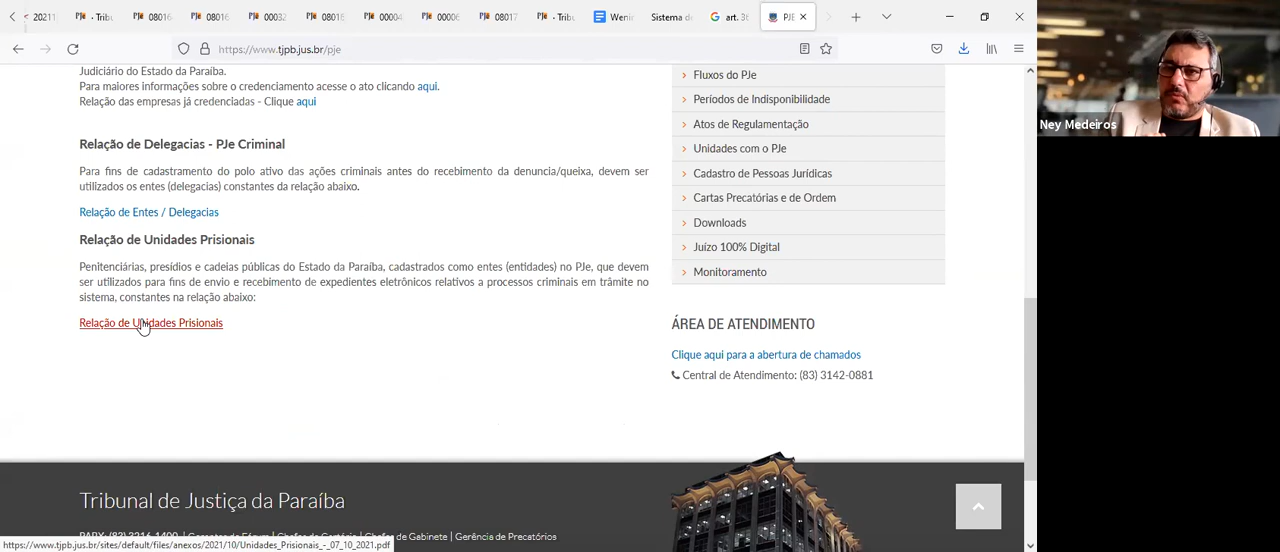 20211
PJe - Tribu
PJe 08016
PJe 08016
PJe 00032
PJe 08018
PJe 00004
PJe 00006
PJe 08017
PJe · Tribu
Wenir
Sistema de
art. 36
PJE
https://www.tjpb.jus.br/pje
Judiciário do Estado da Paraíba.
Para maiores informações sobre o credenciamento acesse o ato clicando aqui.
Relação das empresas já credenciadas - Clique aqui
Relação de Delegacias - PJe Criminal
Para fins de cadastramento do polo ativo das ações criminais antes do recebimento da denuncia/queixa, devem ser
utilizados os entes (delegacias) constantes da relação abaixo.
Relação de Entes / Delegacias
Relação de Unidades Prisionais
Penitenciárias, presídios e cadeias públicas do Estado da Paraíba, cadastrados como entes (entidades) no PJe, que devem
ser utilizados para fins de envio e recebimento de expedientes eletrônicos relativos a processos criminais em trâmite no
sistema, constantes na relação abaixo:
Relação de Unidades Prisionais
Fluxos do PJe
Períodos de Indisponibilidade
Atos de Regulamentação
Unidades com o PJe
Cadastro de Pessoas Jurídicas
Cartas Precatórias e de Ordem
Downloads
Juízo 100% Digital
Monitoramento
ÁREA DE ATENDIMENTO
Clique aqui para a abertura de chamados
Central de Atendimento: (83) 3142-0881
Tribunal de Justiça da Paraíba
PABX: (83) 3216-1400 | Gerentes de Fórum | Chefes de Cartório | Chefes de Gabinete | Gerência de Precatórios
https://www.tjpb.jus.br/sites/default/files/anexos/2021/10/Unidades_Prisionais_-_07_10_2021.pdf
Ney Medeiros